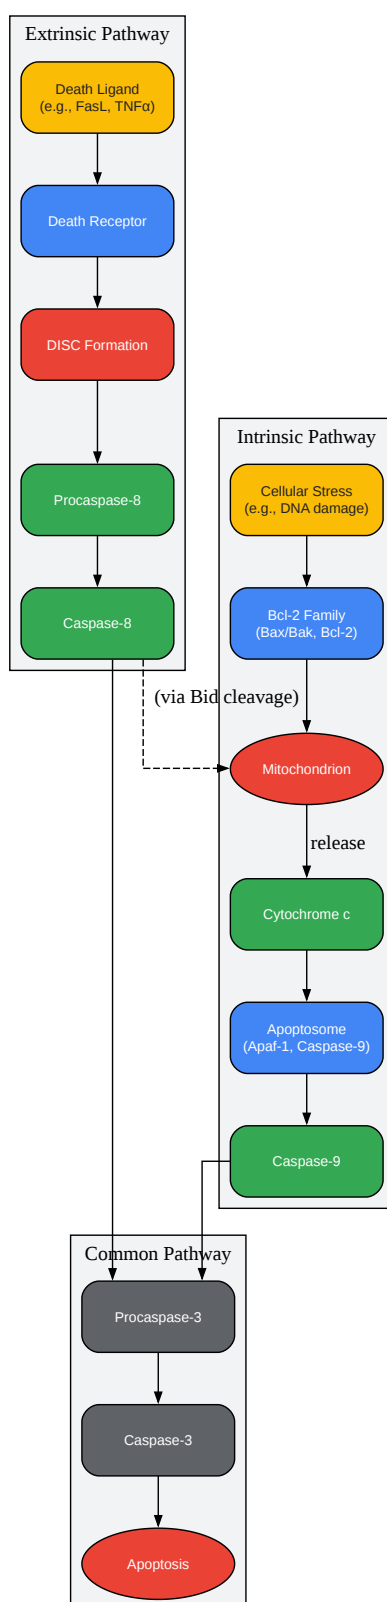 Extrinsic Pathway
Death Ligand
(e.g., FasL, TNFα)
Death Receptor
DISC Formation
Procaspase-8
Caspase-8
Intrinsic Pathway
Cellular Stress
(e.g., DNA damage)
Bcl-2 Family
(Bax/Bak, Bcl-2)
(via Bid cleavage)
Mitochondrion
release
Cytochrome c
Apoptosome
(Apaf-1, Caspase-9)
Caspase-9
Common Pathway
Procaspase-3
Caspase-3
Apoptosis